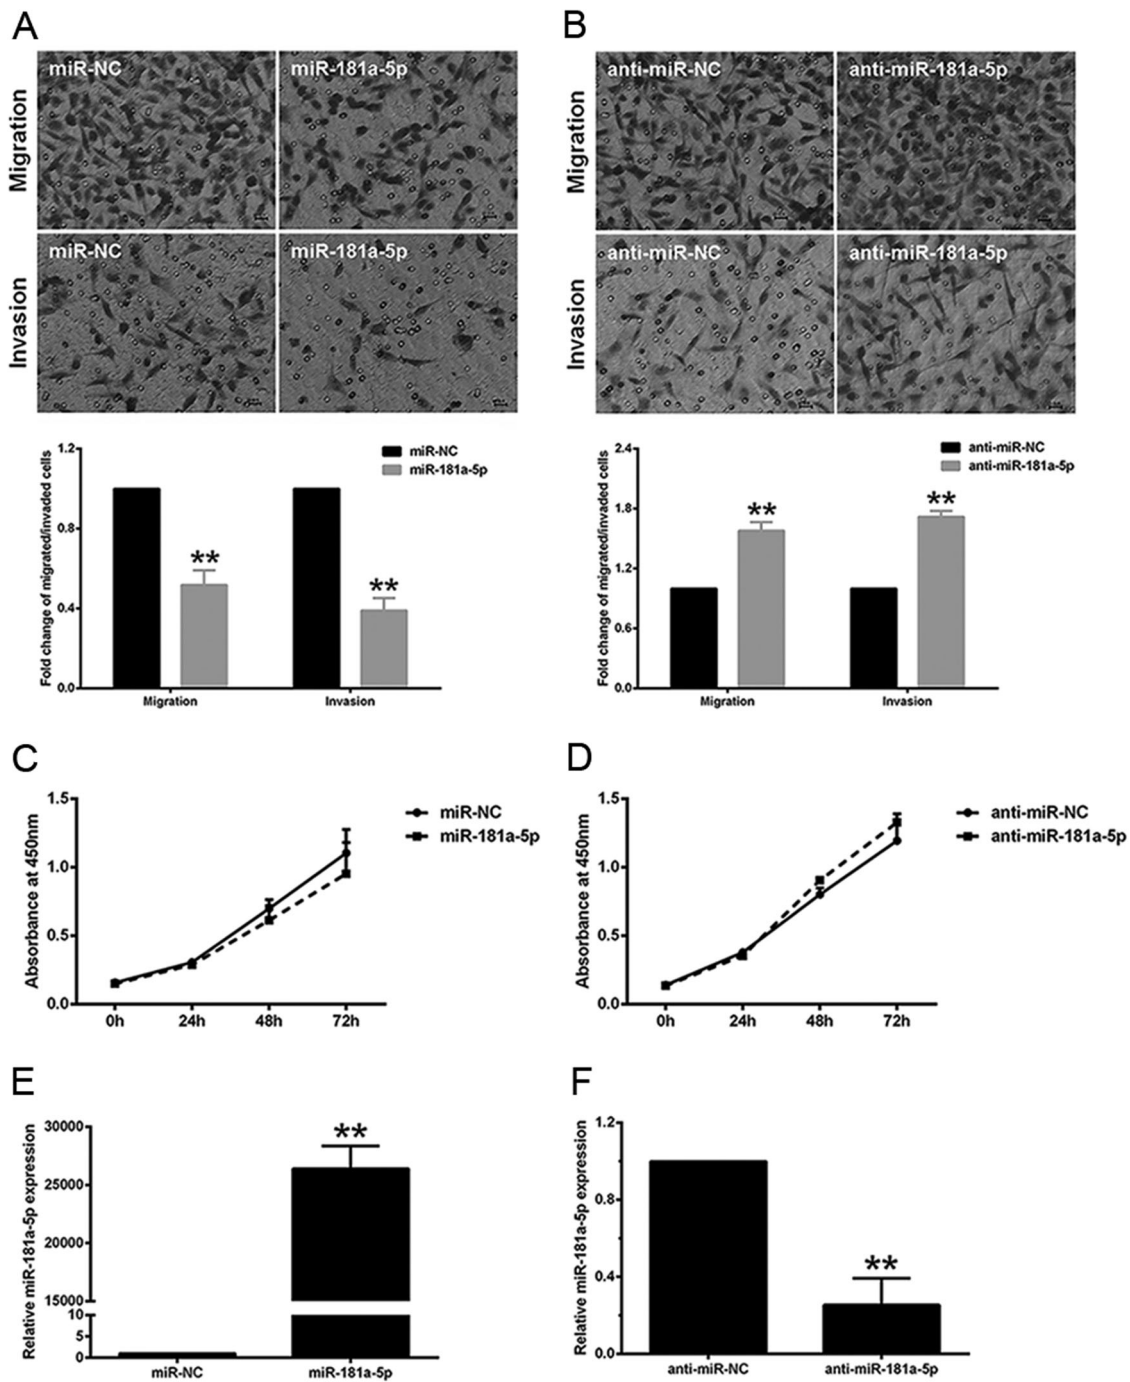 A
miR-NC
miR-181a-5p
Migration
miR-NC
miR-181a-5p
Invasion
1.2
0.8
0.4
0.0
Fold change of migrated/invaded cells
miR-NC
miR-181a-5p
**
**
Migration
Invasion
B
anti-miR-NC
anti-miR-181a-5p
Migration
anti-miR-NC
anti-miR-181a-5p
Invasion
2.4
1.8
1.2
0.6
0.0
Fold change of migrated/invaded cells
anti-miR-NC
anti-miR-181a-5p
**
**
Migration
Invasion
C
1.5
1.0
0.5
0.0
Absorbance at 450nm
miR-NC
miR-181a-5p
0h
24h
48h
72h
D
1.5
1.0
0.5
0.0
Absorbance at 450nm
anti-miR-NC
anti-miR-181a-5p
0h
24h
48h
72h
E
30000
25000
20000
15000
10
5
0
Relative miR-181a-5p expression
**
miR-NC
miR-181a-5p
F
1.2
0.8
0.4
0.0
Relative miR-181a-5p expression
**
anti-miR-NC
anti-miR-181a-5p